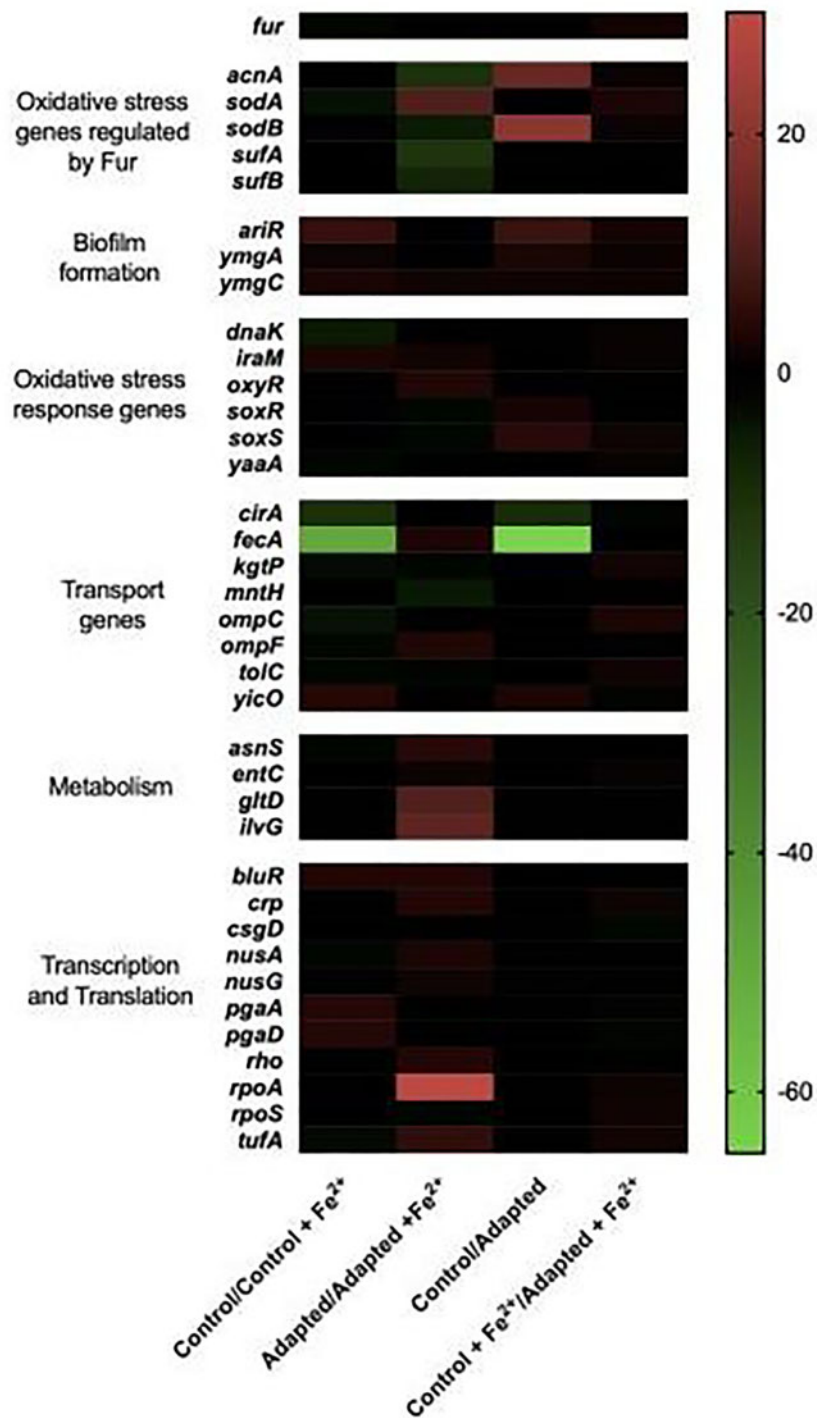 fur
Oxidative stress
genes regulated
by Fur
acnA
sodA
sodB
sufA
sufB
Biofilm
formation
ariR
ymgA
ymgC
Oxidative stress
response genes
dnaK
iraM
oxyR
soxR
soxS
yaaA
Transport
genes
cirA
fecA
kgtP
mntH
ompC
ompF
tolC
yicO
Metabolism
asnS
entC
gltD
ilvG
Transcription
and Translation
bluR
crp
csgD
nusA
nusG
pgaA
pgaD
rho
rpoA
rpoS
tufA
20
0
-20
-40
-60
Control/Control + Fe²⁺
Adapted/Adapted +Fe²⁺
Control/Adapted
Control + Fe²⁺/Adapted + Fe²⁺